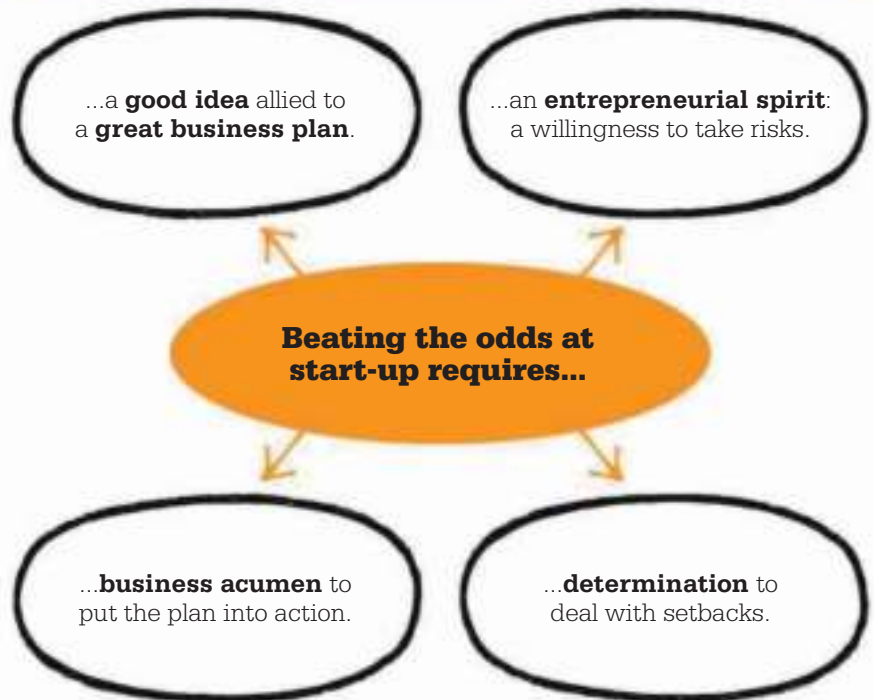 ...a good idea allied to
a great business plan.
...an entrepreneurial spirit:
a willingness to take risks.
Beating the odds at
start-up requires...
...business acumen to
put the plan into action.
...determination to
deal with setbacks.